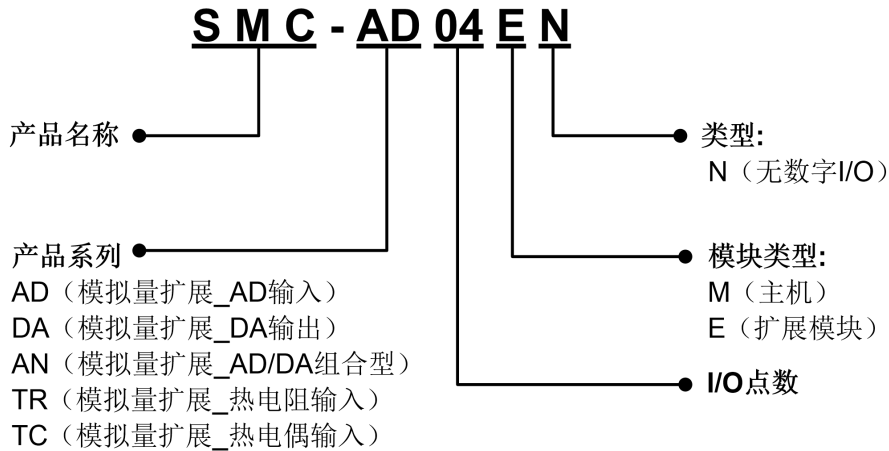 SMC-AD04EN
产品名称
类型:
N（无数字I/O）
产品系列
AD（模拟量扩展_AD输入）
DA（模拟量扩展_DA输出）
AN（模拟量扩展_AD/DA组合型）
TR（模拟量扩展_热电阻输入）
TC（模拟量扩展_热电偶输入）
模块类型:
M（主机）
E（扩展模块）
I/O点数